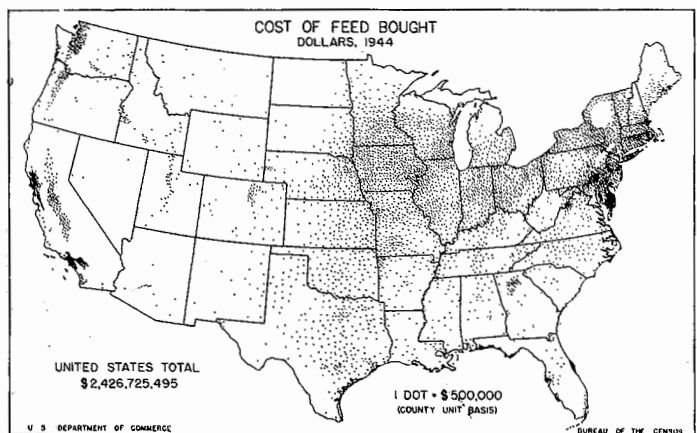 COST OF FEED BOUGHT
DOLLARS, 1944
UNITED STATES TOTAL
$2,426,725,495
1 DOT = $500,000
(COUNTY UNIT BASIS)
U S DEPARTMENT OF COMMERCE
BUREAU OF THE CENSUS